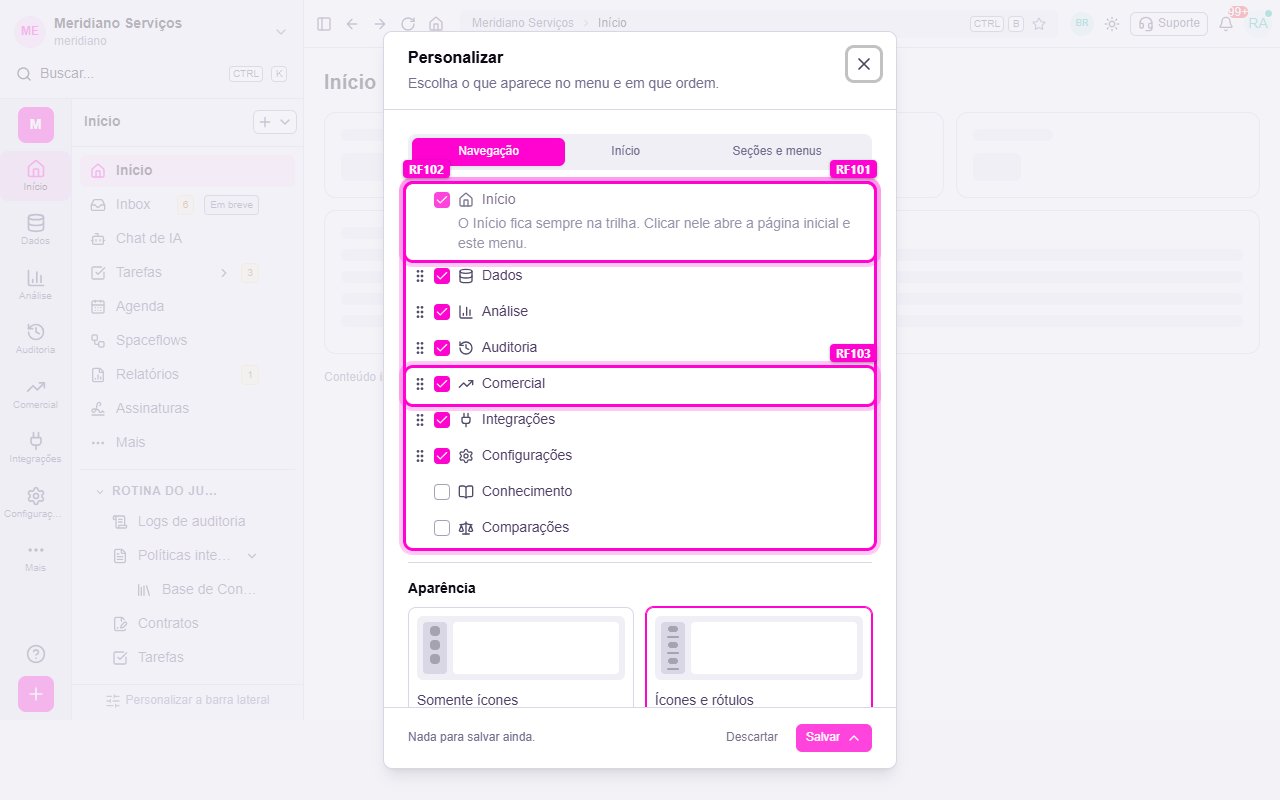 ME
Meridiano Serviços
meridiano
Buscar...
CTRL
K
Meridiano Serviços
Início
CTRL
B
BR
Suporte
99+
RA
M
Início
Dados
Análise
Auditoria
Comercial
Integrações
Configuraç...
Mais
Início
Início
Inbox
6
Em breve
Chat de IA
Tarefas
3
Agenda
Spaceflows
Relatórios
1
Assinaturas
Mais
ROTINA DO JU...
Logs de auditoria
Políticas inte...
Base de Con...
Contratos
Tarefas
Personalizar a barra lateral
Início
Personalizar
Escolha o que aparece no menu e em que ordem.
Navegação
Início
Seções e menus
RF102
RF101
Início
O Início fica sempre na trilha. Clicar nele abre a página inicial e
este menu.
Dados
Análise
Auditoria
RF103
Comercial
Integrações
Configurações
Conhecimento
Comparações
Aparência
Somente ícones
Ícones e rótulos
Nada para salvar ainda.
Descartar
Salvar